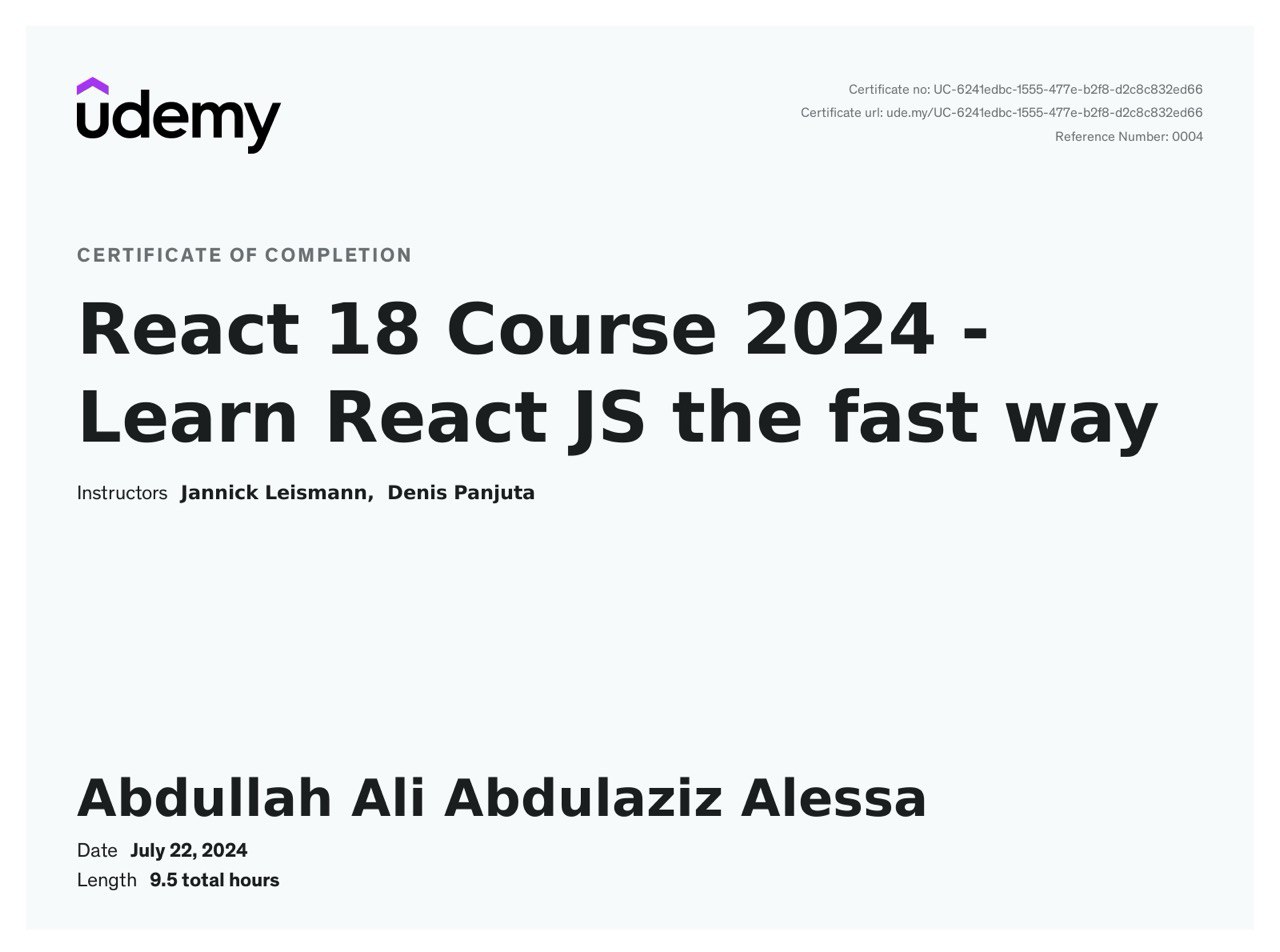 udemy
Certificate no: UC-6241edbc-1555-477e-b2f8-d2c8c832ed66
Certificate url: ude.my/UC-6241edbc-1555-477e-b2f8-d2c8c832ed66
Reference Number: 0004
CERTIFICATE OF COMPLETION
React 18 Course 2024 -
Learn React JS the fast way
Instructors Jannick Leismann, Denis Panjuta
Abdullah Ali Abdulaziz Alessa
Date July 22, 2024
Length 9.5 total hours